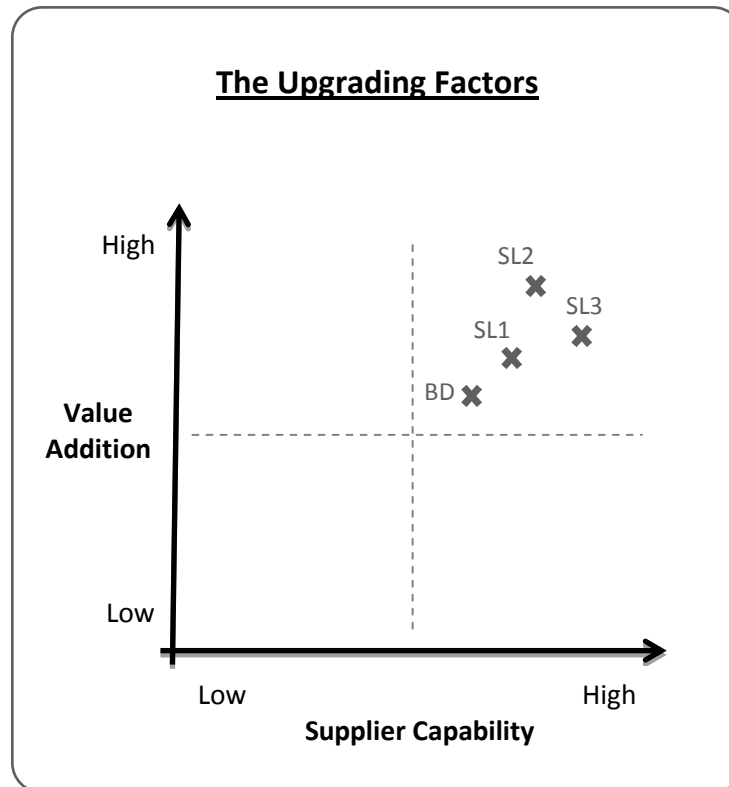 The Upgrading Factors
High
SL2
SL3
SL1
BD
Value
Addition
Low
Low
High
Supplier Capability